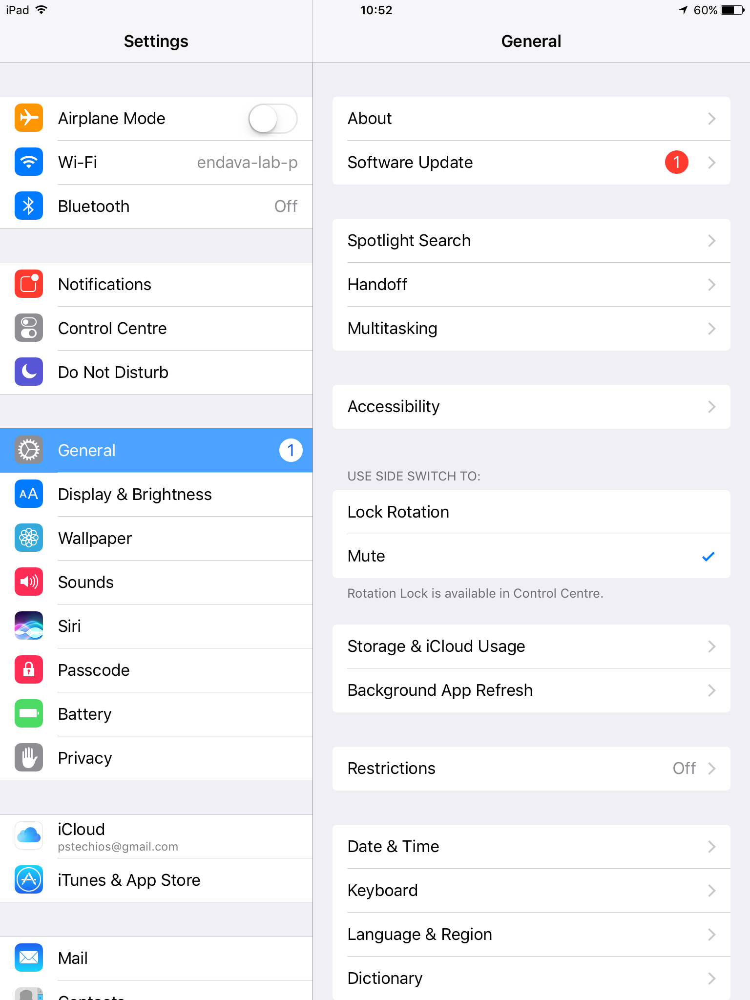 iPad
10:52
60%
Settings
Airplane Mode
Wi-Fi endava-lab-p
Bluetooth Off
Notifications
Control Centre
Do Not Disturb
General 1
AA Display & Brightness
Wallpaper
Sounds
Siri
Passcode
Battery
Privacy
iCloud
pstechios@gmail.com
iTunes & App Store
Mail
Contacts
General
About
Software Update 1
Spotlight Search
Handoff
Multitasking
Accessibility
USE SIDE SWITCH TO:
Lock Rotation
Mute
Rotation Lock is available in Control Centre.
Storage & iCloud Usage
Background App Refresh
Restrictions Off
Date & Time
Keyboard
Language & Region
Dictionary